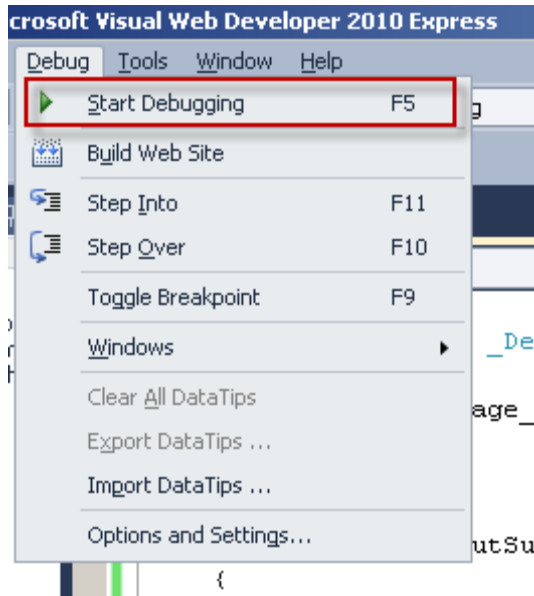 crosoft Visual Web Developer 2010 Express
Debug Tools Window Help
Start Debugging F5
Build Web Site
Step Into F11
Step Over F10
Toggle Breakpoint F9
Windows
_De
Clear All DataTips
age_
Export DataTips ...
Import DataTips ...
Options and Settings...
utSu
{